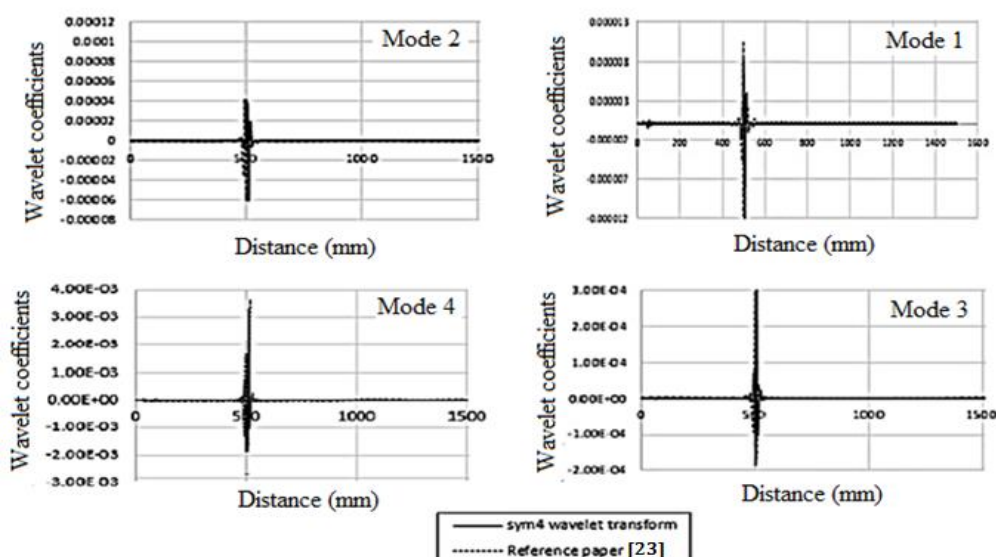 0.00012
0.0001
0.00008
0.00006
0.00004
0.00002
0
-0.00002
-0.00004
-0.00006
-0.00008
0 500 1000 1500
Mode 2
Wavelet coefficients
Distance (mm)
0.000013
0.000008
0.000003
-0.000002
-0.000007
-0.000012
0 200 400 600 800 1000 1200 1400 1600
Mode 1
Wavelet coefficients
Distance (mm)
4.00E-03
3.00E-03
2.00E-03
1.00E-03
0.00E+00
-1.00E-03
-2.00E-03
-3.00E-03
0 500 1000 1500
Mode 4
Wavelet coefficients
Distance (mm)
3.00E-04
2.00E-04
1.00E-04
0.00E+00
-1.00E-04
-2.00E-04
0 500 1000 1500
Mode 3
Wavelet coefficients
Distance (mm)
sym4 wavelet transform
Reference paper [23]